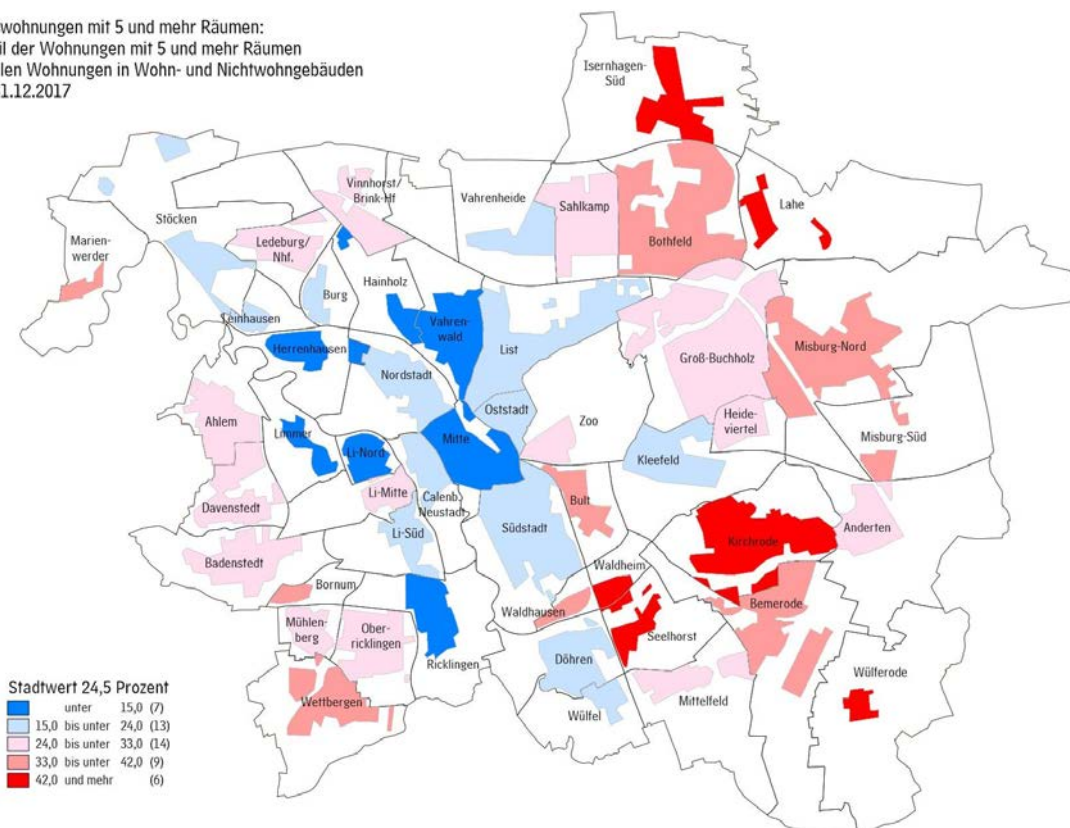 wohnungen mit 5 und mehr Räumen:
il der Wohnungen mit 5 und mehr Räumen
len Wohnungen in Wohn- und Nichtwohngebäuden
1.12.2017
Isernhagen-
Süd
Vinnhorst/
Brink-Hf
Vahrenheide
Sahlkamp
Lahe
Stöcken
Marien-
werder
Ledeburg/
Nhf.
Bothfeld
Hainholz
Burg
Leinhausen
Vahren-
wald
Herrenhausen
List
Misburg-Nord
Groß-Buchholz
Nordstadt
Oststadt
Ahlem
Zoo
Heide-
viertel
Limmer
Mitte
Misburg-Süd
Li-Nord
Kleefeld
Li-Mitte
Calenb.
Neustadt
Bult
Davenstedt
Südstadt
Anderten
Li-Süd
Kirchrode
Badenstedt
Waldheim
Bornum
Waldhausen
Bemerode
Mühlen-
berg
Ober-
ricklingen
Seelhorst
Ricklingen
Döhren
Wülferode
Wettbergen
Mittelfeld
Wülfel
Stadtwert 24,5 Prozent
unter 15,0 (7)
15,0 bis unter 24,0 (13)
24,0 bis unter 33,0 (14)
33,0 bis unter 42,0 (9)
42,0 und mehr (6)